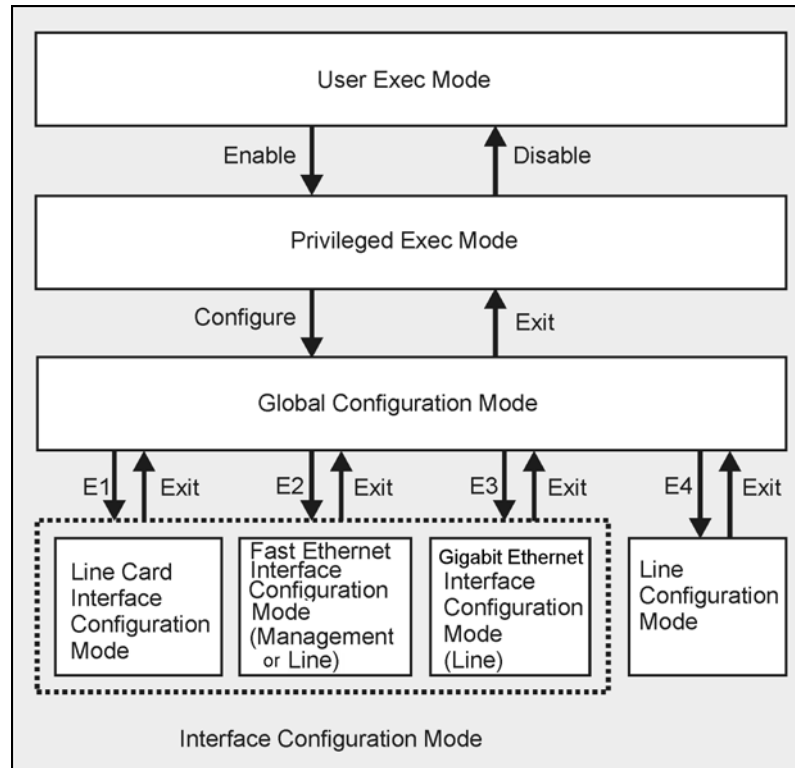 User Exec Mode
Enable
Disable
Privileged Exec Mode
Configure
Exit
Global Configuration Mode
E1
Exit
E2
Exit
E3
Exit
E4
Exit
Line Card
Interface
Configuration
Mode
Fast Ethernet
Interface
Configuration
Mode
(Management
or Line)
Gigabit Ethernet
Interface
Configuration
Mode
(Line)
Line
Configuration
Mode
Interface Configuration Mode